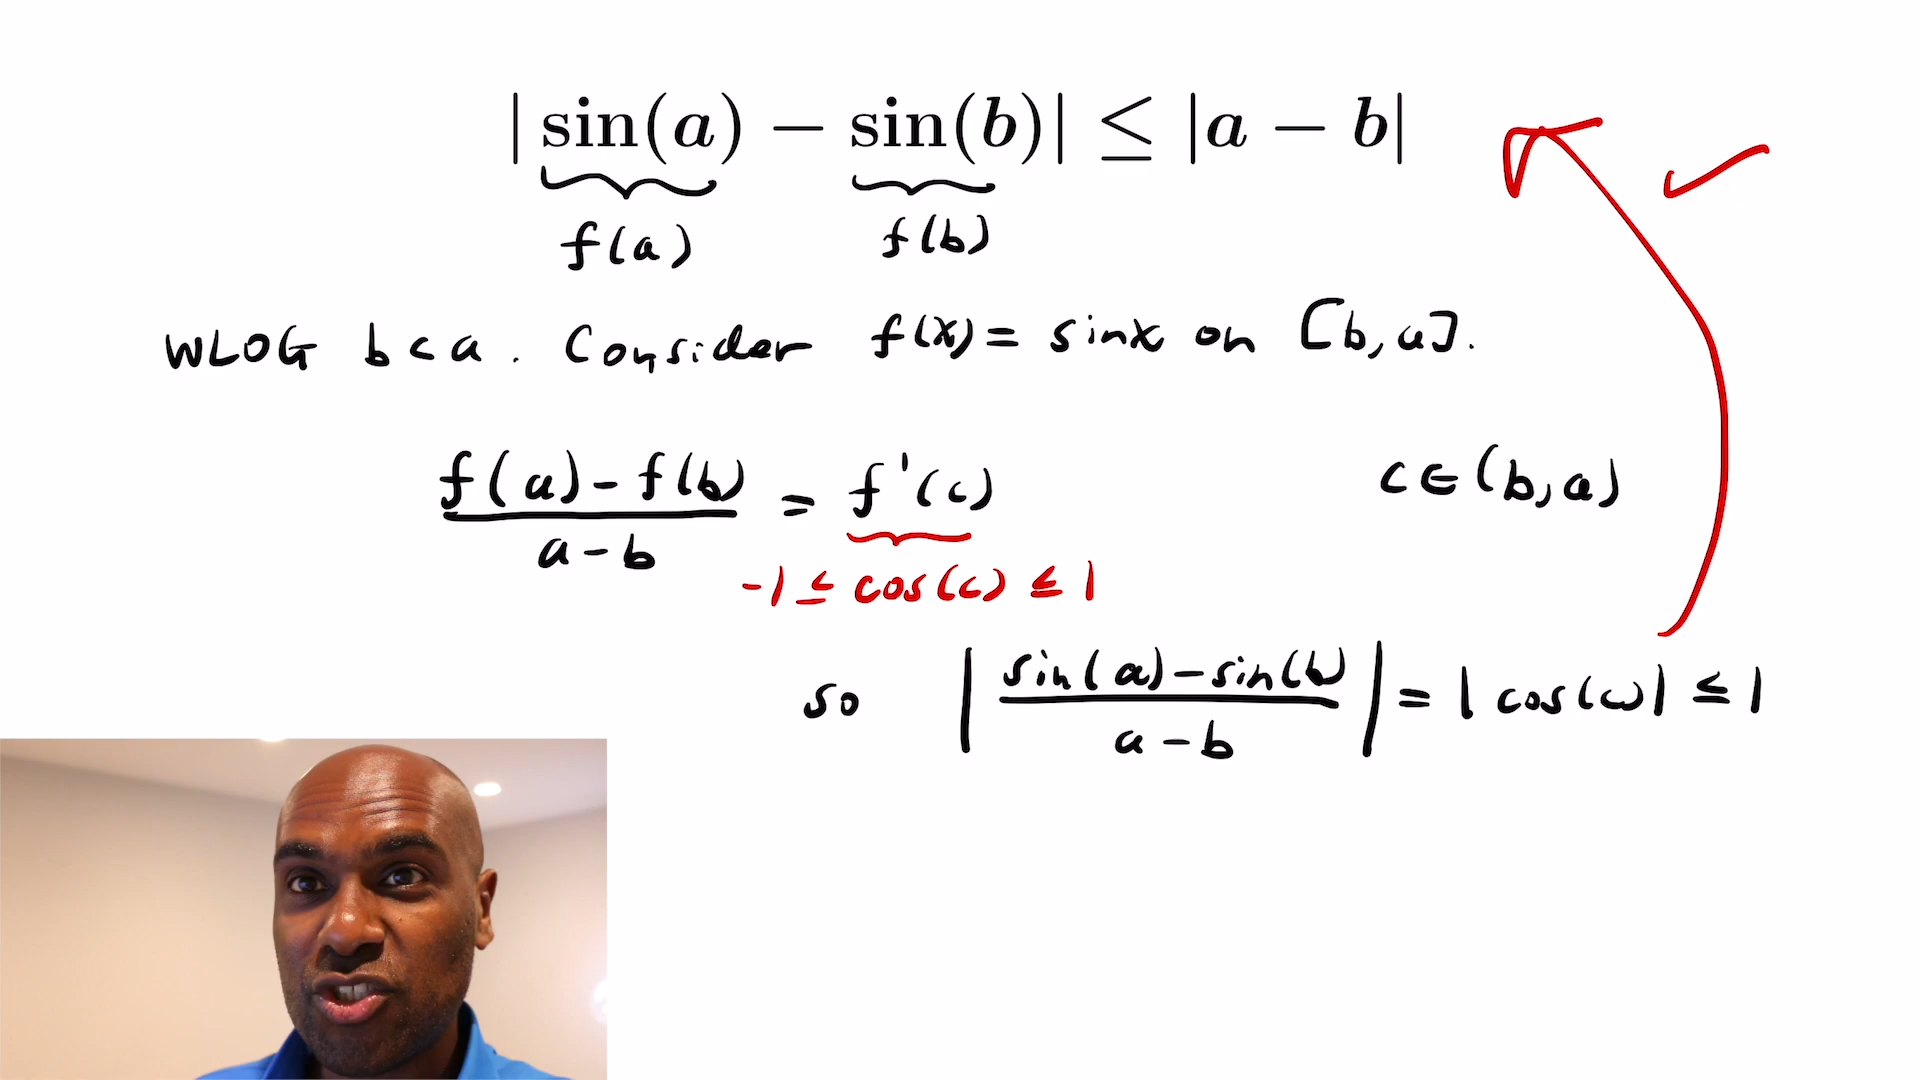 |sin(a) − sin(b)| ≤ |a − b|
f(a) f(b)
WLOG b < a. Consider f(x) = sinx on [b, a].
f(a) - f(b)
a - b
= f'(c) c ∈ (b, a)
-1 ≤ cos(c) ≤ 1
so | sin(a) - sin(b)
a - b
| = |cos(c)| ≤ 1